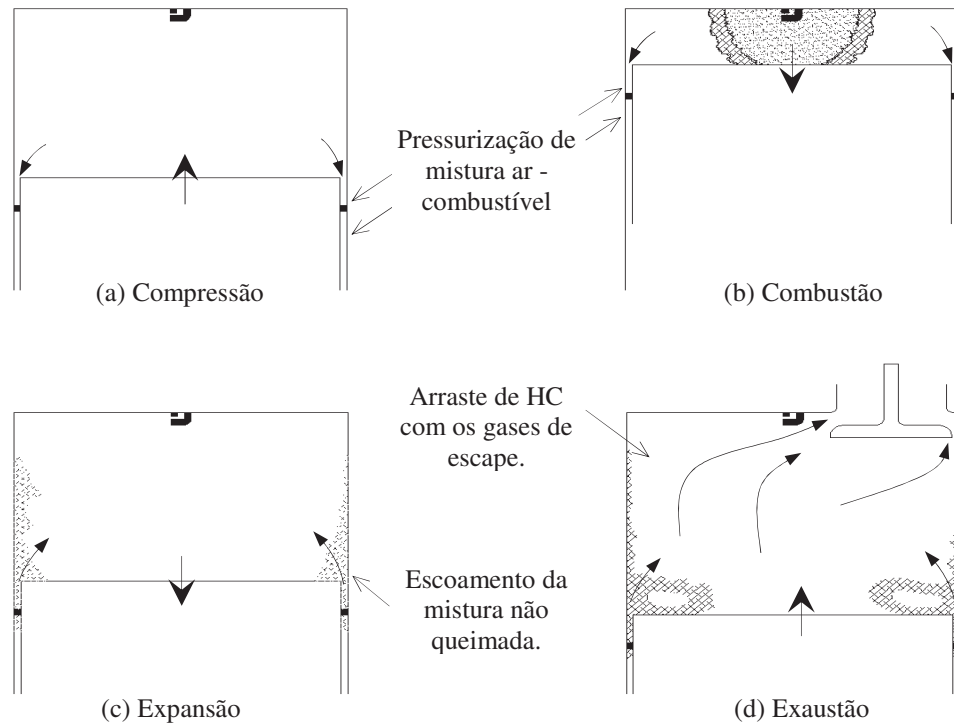 Pressurização de
mistura ar -
combustível
(a) Compressão
(b) Combustão
Arraste de HC
com os gases de
escape.
Escoamento da
mistura não
queimada.
(c) Expansão
(d) Exaustão